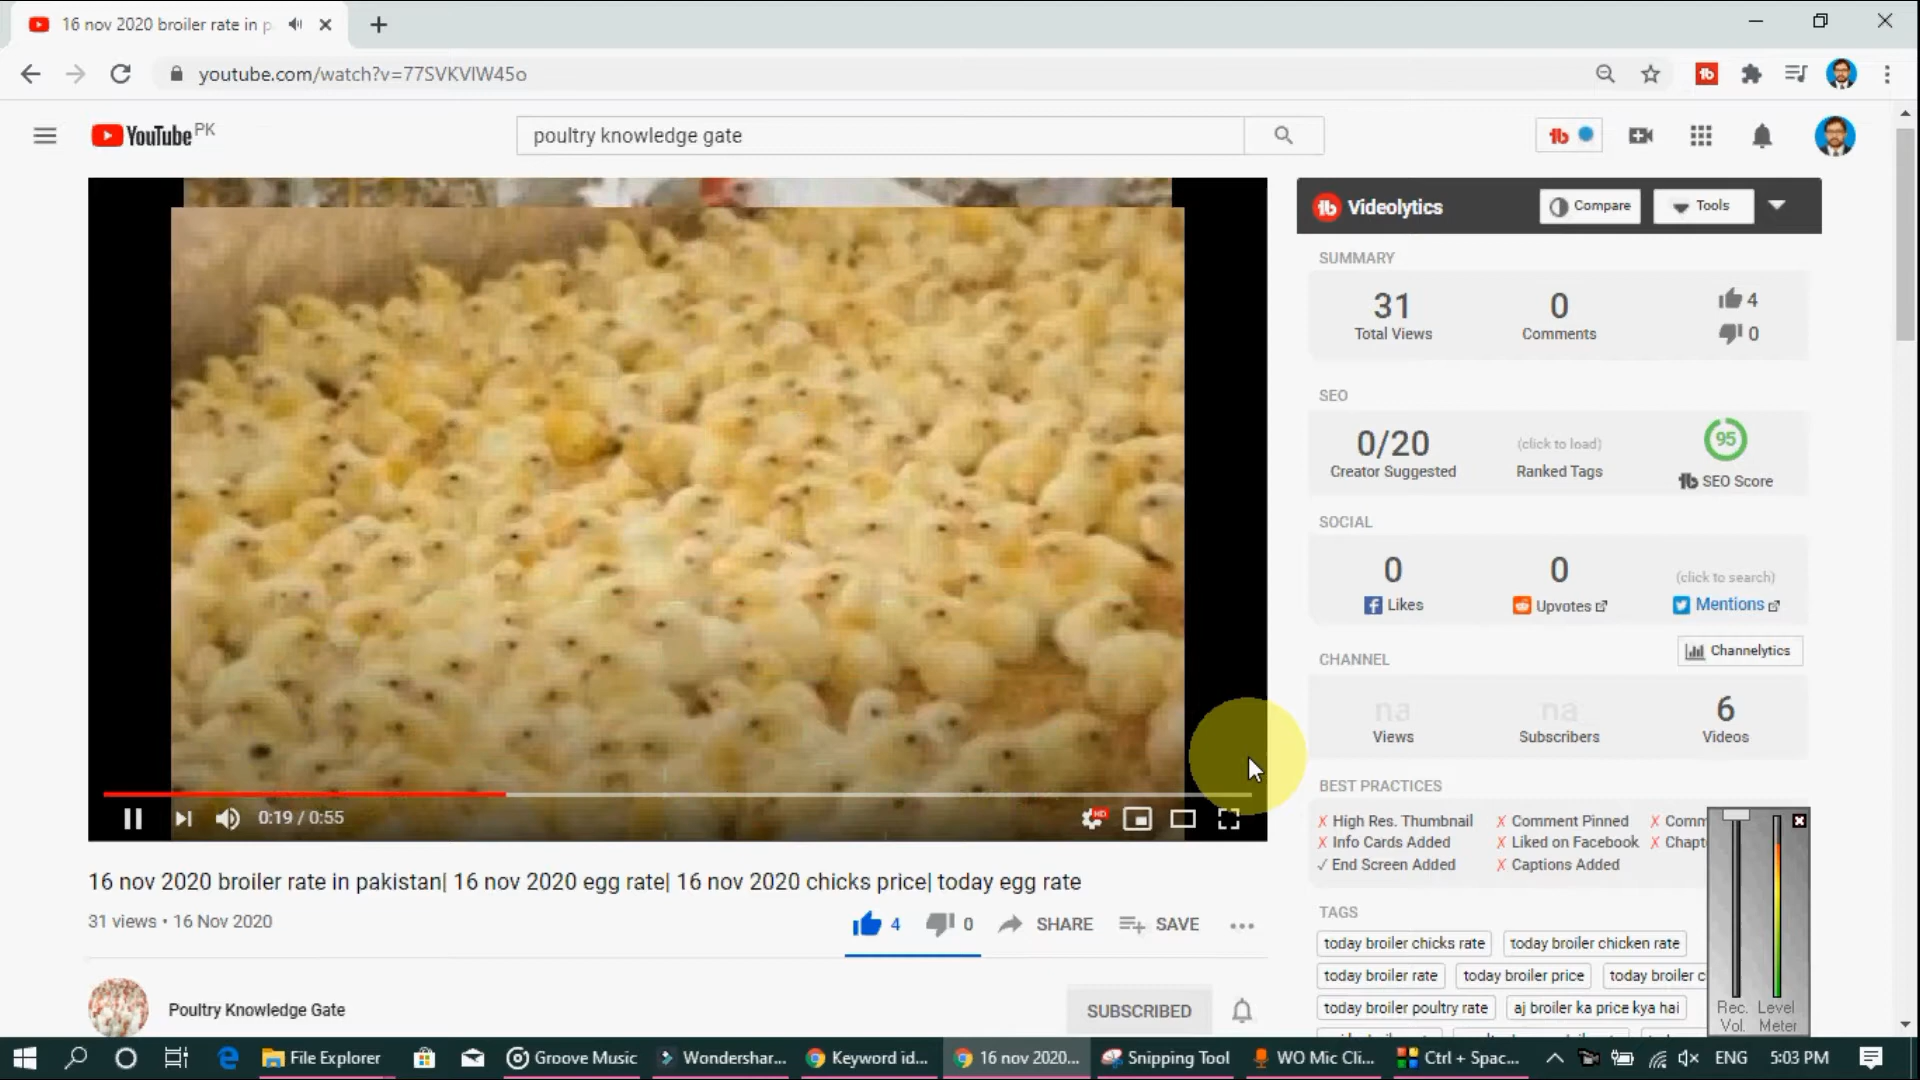 16 nov 2020 broiler rate in p
youtube.com/watch?v=77SVKVlW45o
YouTube PK
poultry knowledge gate
Videolytics
Compare
Tools
SUMMARY
31
Total Views
0
Comments
4
0
SEO
0/20
Creator Suggested
(click to load)
Ranked Tags
95
SEO Score
SOCIAL
0
Likes
0
Upvotes
(click to search)
Mentions
CHANNEL
Channelytics
na
Views
na
Subscribers
6
Videos
BEST PRACTICES
X High Res. Thumbnail X Comment Pinned X Comm
X Info Cards Added X Liked on Facebook X Chapt
✓ End Screen Added X Captions Added
TAGS
today broiler chicks rate today broiler chicken rate
today broiler rate today broiler price today broiler c
today broiler poultry rate aj broiler ka price kya hai
Rec. Vol.
Level Meter
0:19 / 0:55
HD
16 nov 2020 broiler rate in pakistan| 16 nov 2020 egg rate| 16 nov 2020 chicks price| today egg rate
31 views • 16 Nov 2020
4 0 SHARE SAVE
Poultry Knowledge Gate
SUBSCRIBED
File Explorer Groove Music Wondershar... Keyword id... 16 nov 2020... Snipping Tool WO Mic Cli... Ctrl + Spac... ENG 5:03 PM